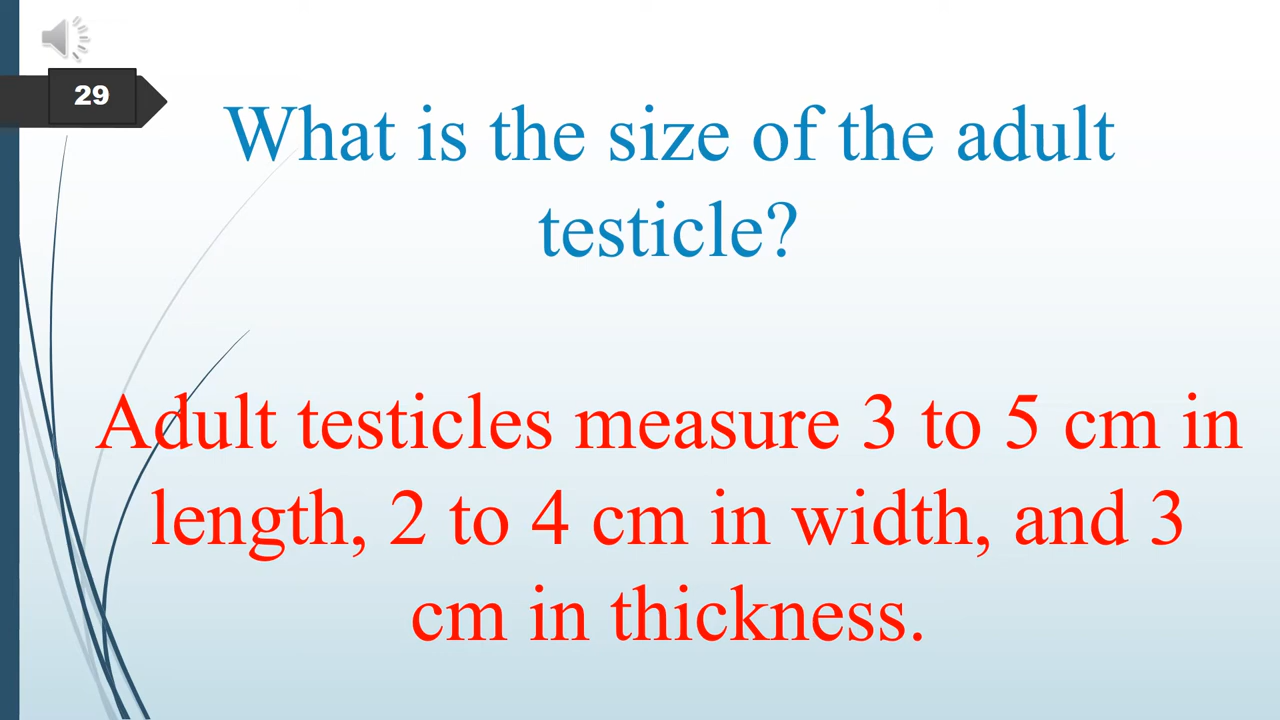 29
What is the size of the adult
testicle?
Adult testicles measure 3 to 5 cm in
length, 2 to 4 cm in width, and 3
cm in thickness.